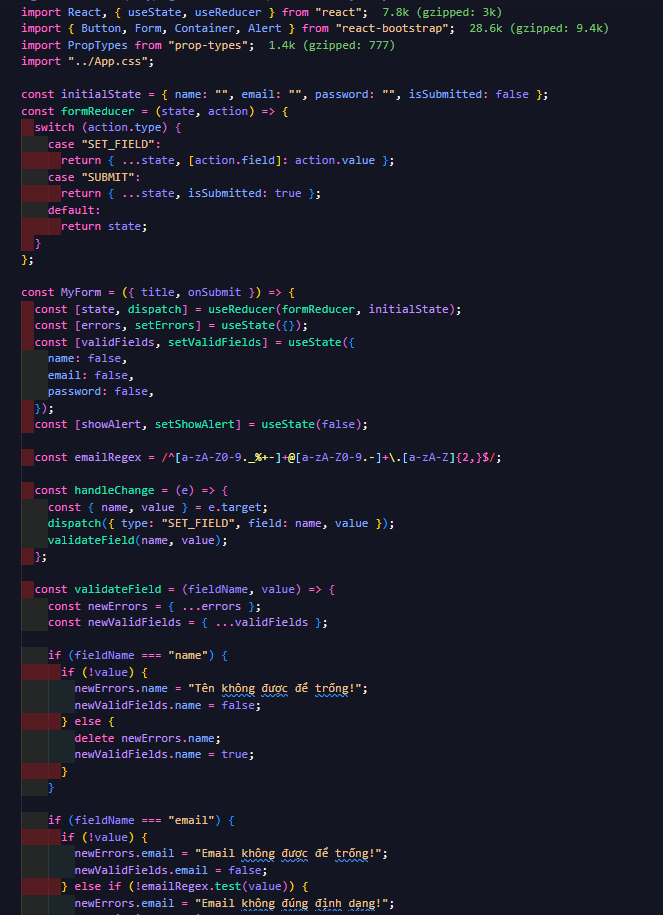 import React, { useState, useReducer } from "react";  7.8k (gzipped: 3k)
import { Button, Form, Container, Alert } from "react-bootstrap";  28.6k (gzipped: 9.4k)
import PropTypes from "prop-types";  1.4k (gzipped: 777)
import "../App.css";

const initialState = { name: "", email: "", password: "", isSubmitted: false };
const formReducer = (state, action) => {
  switch (action.type) {
    case "SET_FIELD":
      return { ...state, [action.field]: action.value };
    case "SUBMIT":
      return { ...state, isSubmitted: true };
    default:
      return state;
  }
};

const MyForm = ({ title, onSubmit }) => {
  const [state, dispatch] = useReducer(formReducer, initialState);
  const [errors, setErrors] = useState({});
  const [validFields, setValidFields] = useState({
    name: false,
    email: false,
    password: false,
  });
  const [showAlert, setShowAlert] = useState(false);

  const emailRegex = /^[a-zA-Z0-9._%+-]+@[a-zA-Z0-9.-]+\.[a-zA-Z]{2,}$/;

  const handleChange = (e) => {
    const { name, value } = e.target;
    dispatch({ type: "SET_FIELD", field: name, value });
    validateField(name, value);
  };

  const validateField = (fieldName, value) => {
    const newErrors = { ...errors };
    const newValidFields = { ...validFields };

    if (fieldName === "name") {
      if (!value) {
        newErrors.name = "Tên không được để trống!";
        newValidFields.name = false;
      } else {
        delete newErrors.name;
        newValidFields.name = true;
      }
    }

    if (fieldName === "email") {
      if (!value) {
        newErrors.email = "Email không được để trống!";
        newValidFields.email = false;
      } else if (!emailRegex.test(value)) {
        newErrors.email = "Email không đúng định dạng!";